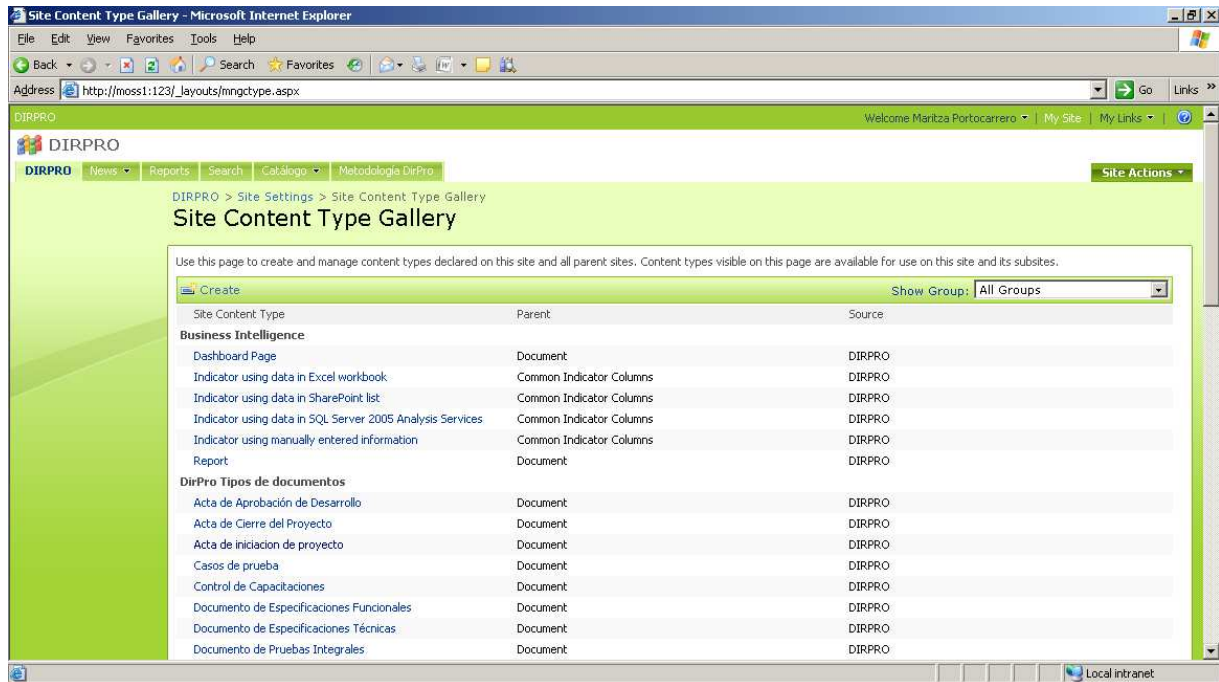 Site Content Type Gallery - Microsoft Internet Explorer
File Edit View Favorites Tools Help
Back Search Favorites
Address http://moss1:123/_layouts/mngctype.aspx Go Links »
DIRPRO Welcome Maritza Portocarrero | My Site | My Links |
DIRPRO
DIRPRO News Reports Search Catálogo Metodología DirPro Site Actions
DIRPRO > Site Settings > Site Content Type Gallery
Site Content Type Gallery
Use this page to create and manage content types declared on this site and all parent sites. Content types visible on this page are available for use on this site and its subsites.
Create Show Group: All Groups
Site Content Type Parent Source
Business Intelligence
Dashboard Page Document DIRPRO
Indicator using data in Excel workbook Common Indicator Columns DIRPRO
Indicator using data in SharePoint list Common Indicator Columns DIRPRO
Indicator using data in SQL Server 2005 Analysis Services Common Indicator Columns DIRPRO
Indicator using manually entered information Common Indicator Columns DIRPRO
Report Document DIRPRO
DirPro Tipos de documentos
Acta de Aprobación de Desarrollo Document DIRPRO
Acta de Cierre del Proyecto Document DIRPRO
Acta de iniciacion de proyecto Document DIRPRO
Casos de prueba Document DIRPRO
Control de Capacitaciones Document DIRPRO
Documento de Especificaciones Funcionales Document DIRPRO
Documento de Especificaciones Técnicas Document DIRPRO
Documento de Pruebas Integrales Document DIRPRO
Local intranet